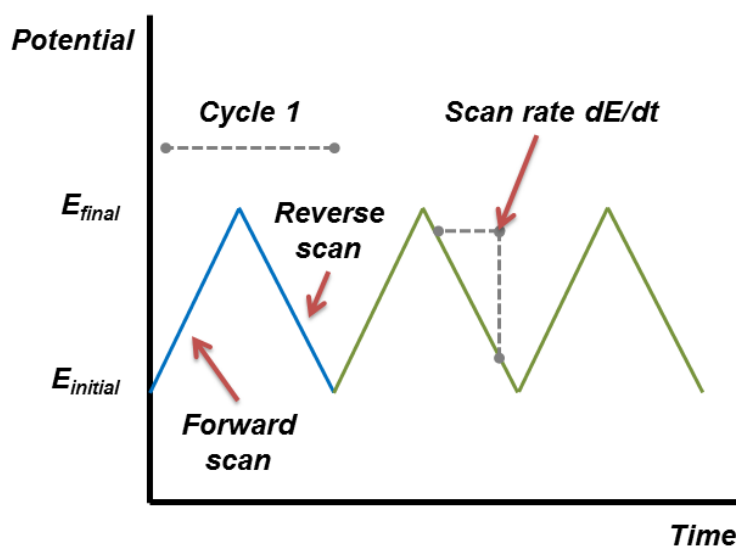 Potential
Cycle 1
Scan rate dE/dt
Efinal
Reverse
scan
Einitial
Forward
scan
Time